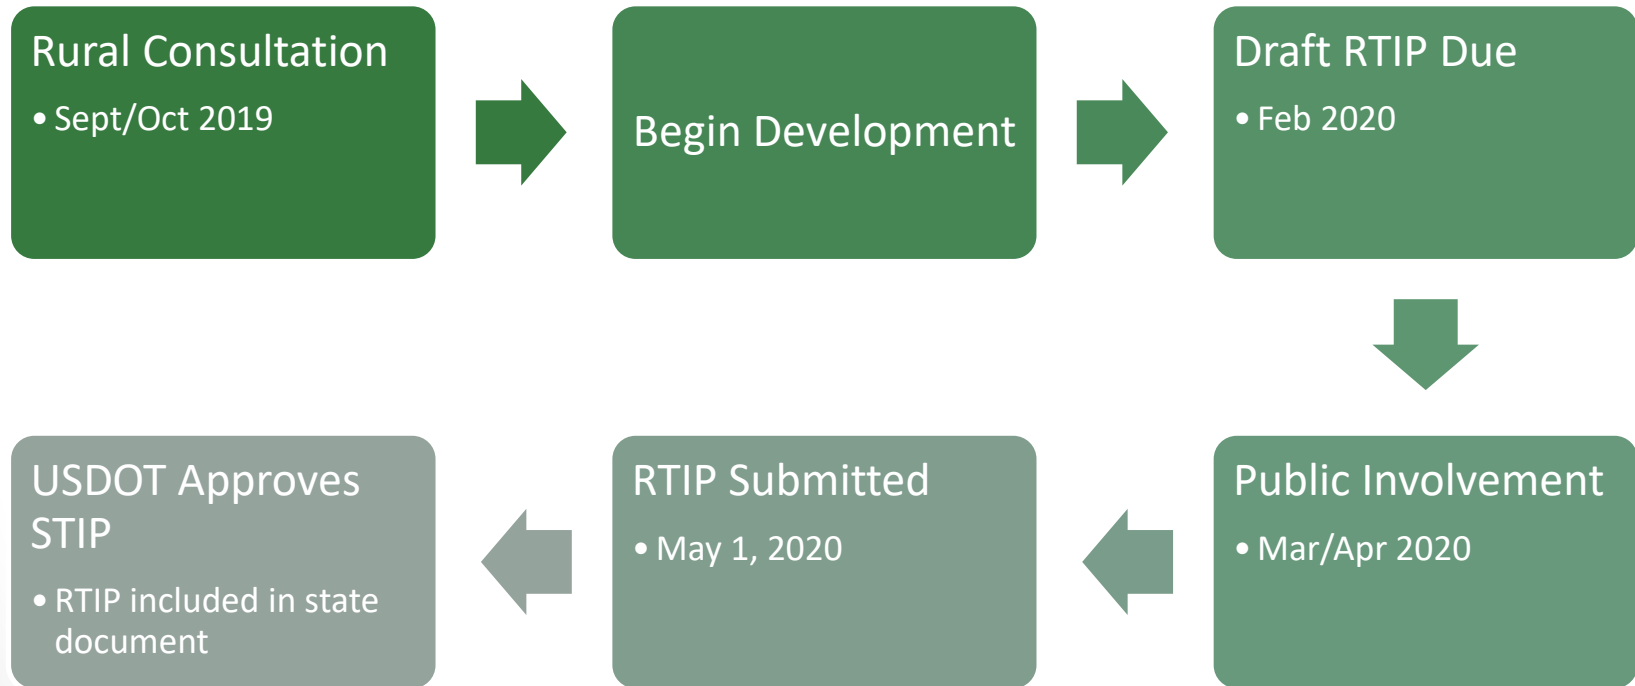 Rural Consultation
• Sept/Oct 2019
Begin Development
Draft RTIP Due
• Feb 2020
Public Involvement
• Mar/Apr 2020
RTIP Submitted
• May 1, 2020
USDOT Approves
STIP
• RTIP included in state
document